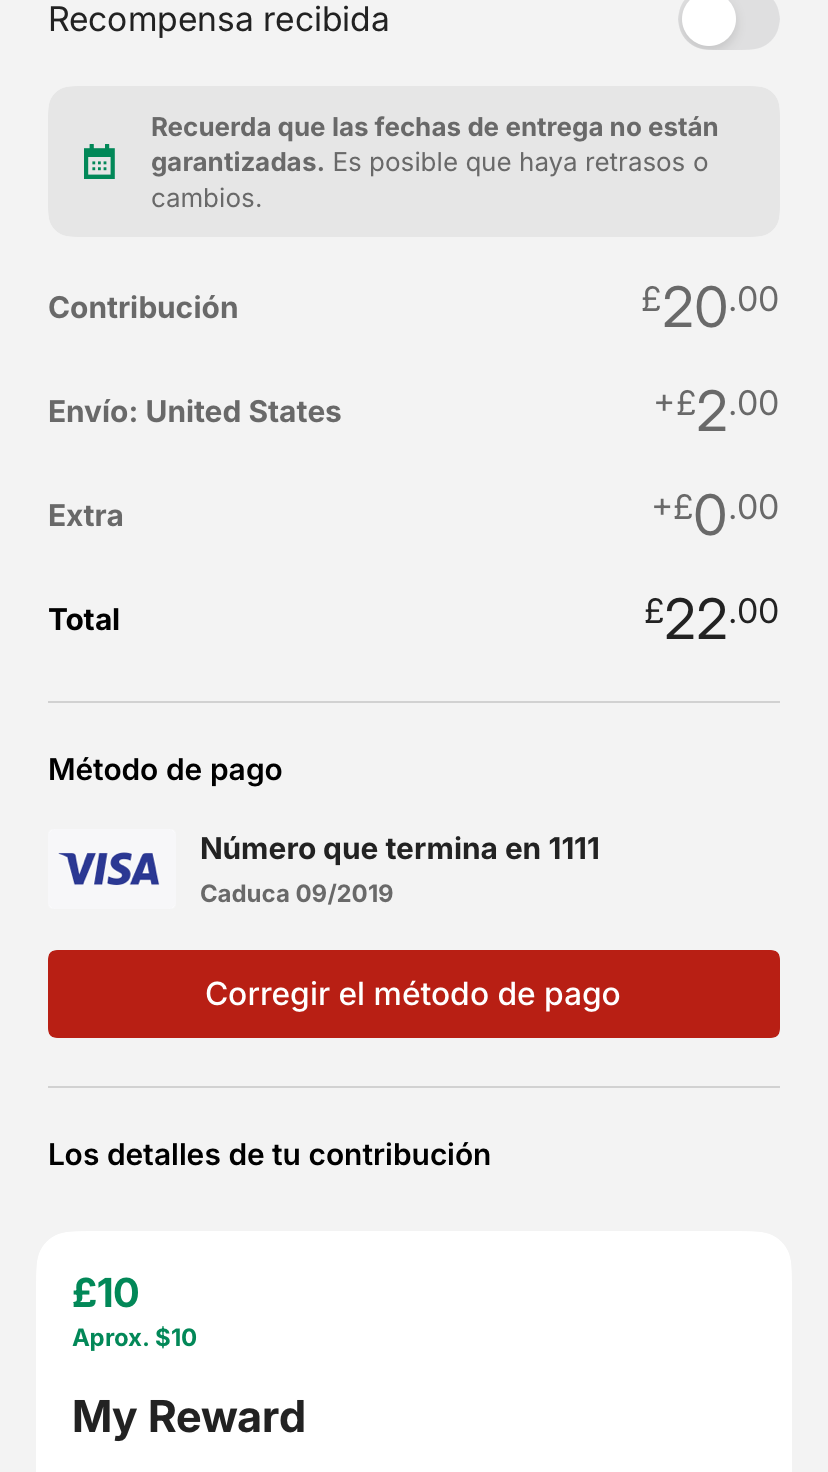 Recompensa recibida
Recuerda que las fechas de entrega no están
garantizadas. Es posible que haya retrasos o
cambios.
Contribución £20.00
Envío: United States +£2.00
Extra +£0.00
Total £22.00
Método de pago
VISA
Número que termina en 1111
Caduca 09/2019
Corregir el método de pago
Los detalles de tu contribución
£10
Aprox. $10
My Reward